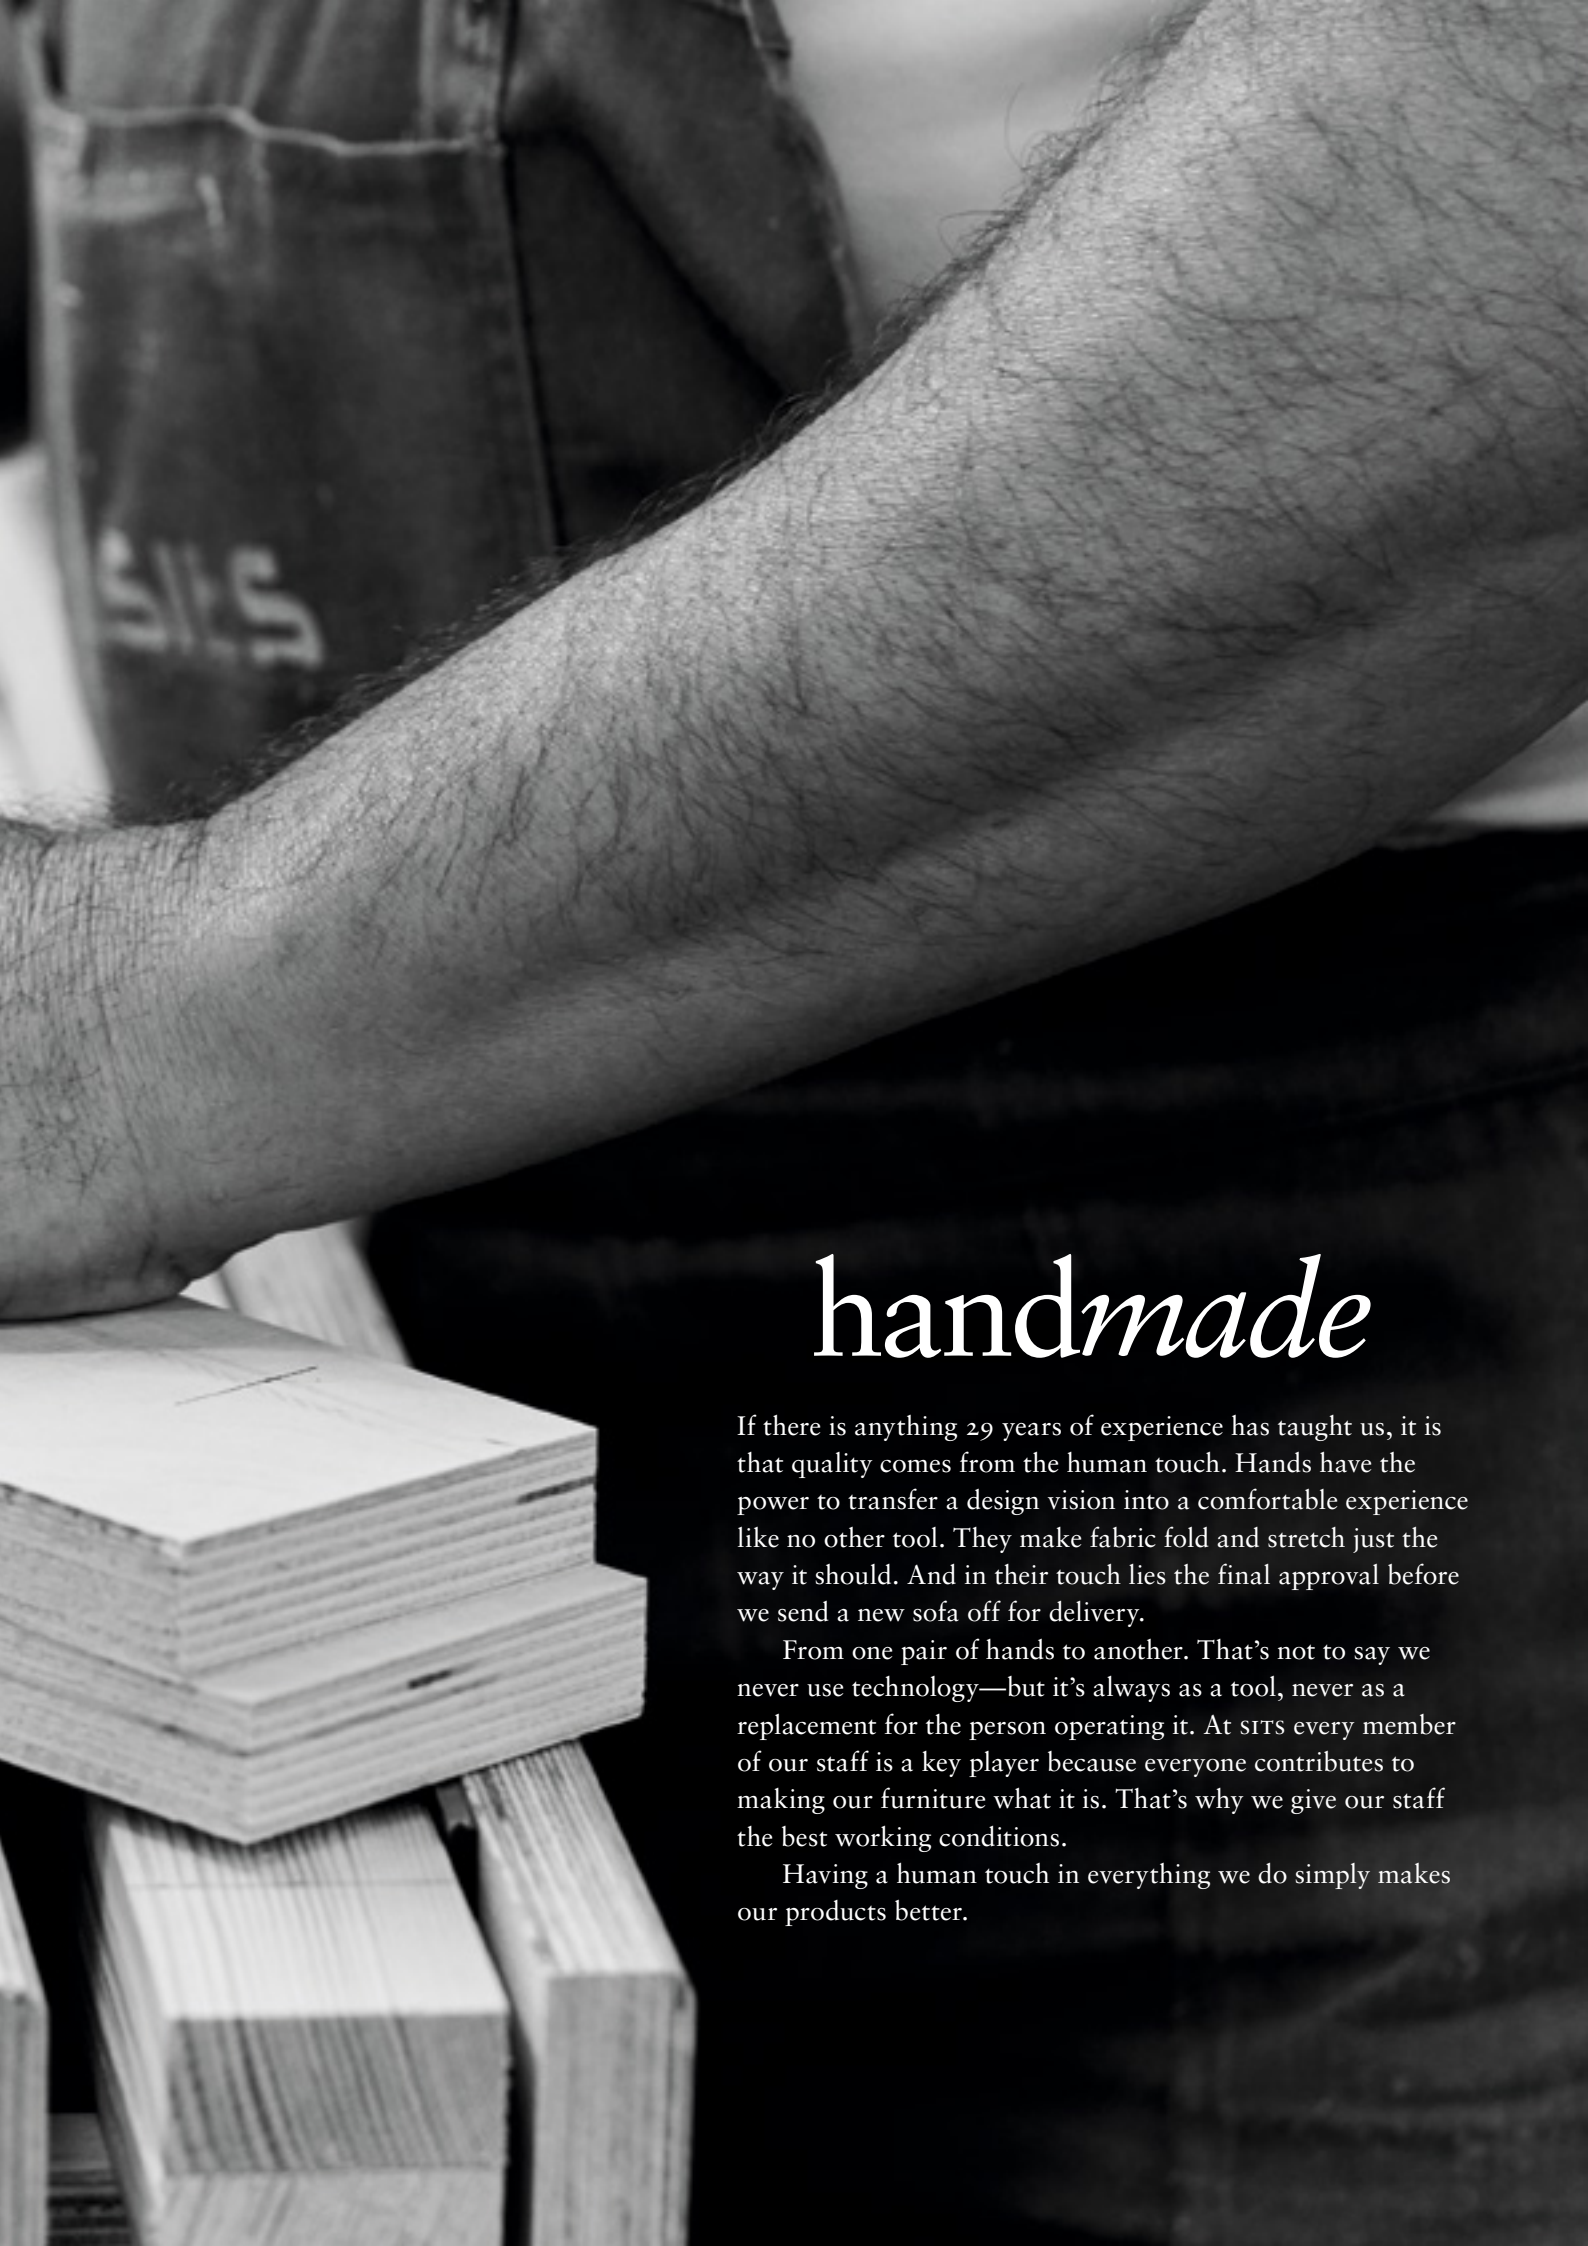 SITS
handmade
If there is anything 29 years of experience has taught us, it is
that quality comes from the human touch. Hands have the
power to transfer a design vision into a comfortable experience
like no other tool. They make fabric fold and stretch just the
way it should. And in their touch lies the final approval before
we send a new sofa off for delivery.
From one pair of hands to another. That’s not to say we
never use technology—but it’s always as a tool, never as a
replacement for the person operating it. At SITS every member
of our staff is a key player because everyone contributes to
making our furniture what it is. That’s why we give our staff
the best working conditions.
Having a human touch in everything we do simply makes
our products better.